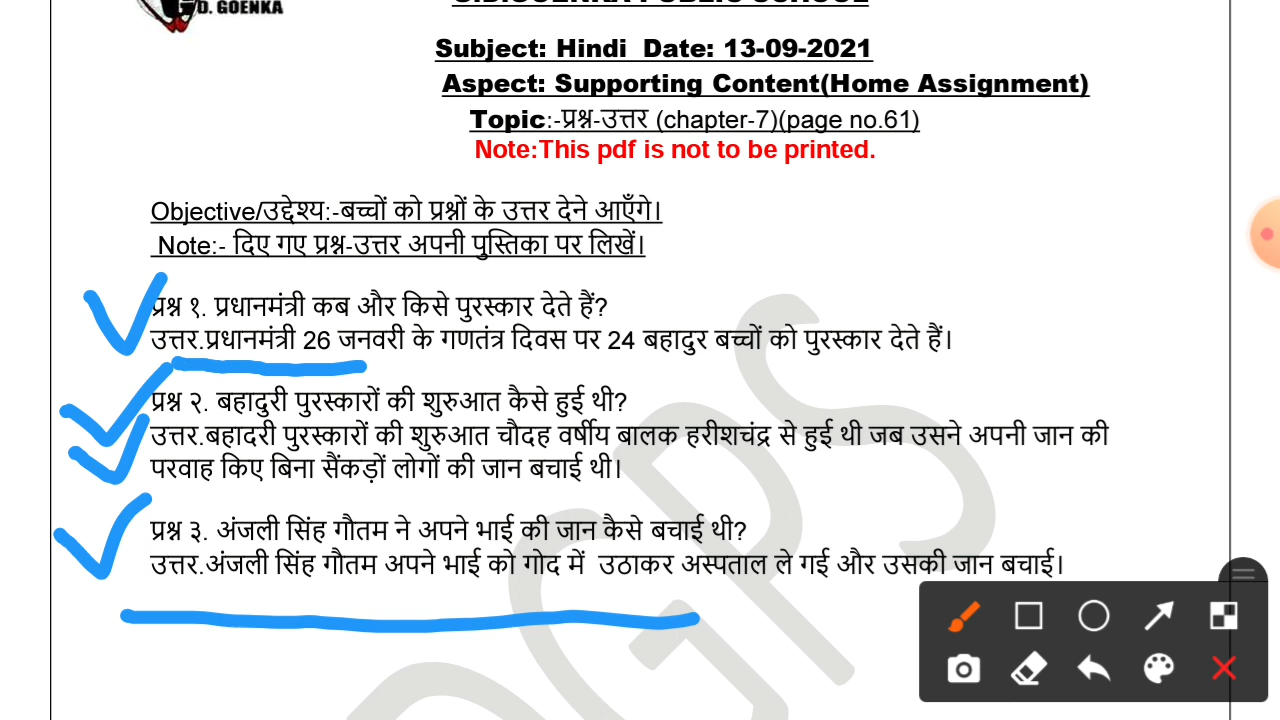 D. GOENKA
G.D.GOENKA PUBLIC SCHOOL
Subject: Hindi Date: 13-09-2021
Aspect: Supporting Content(Home Assignment)
Topic:-प्रश्न-उत्तर (chapter-7)(page no.61)
Note:This pdf is not to be printed.
Objective/उद्देश्य:-बच्चों को प्रश्नों के उत्तर देने आएँगे।
Note:- दिए गए प्रश्न-उत्तर अपनी पुस्तिका पर लिखें।
प्रश्न १. प्रधानमंत्री कब और किसे पुरस्कार देते हैं?
उत्तर.प्रधानमंत्री 26 जनवरी के गणतंत्र दिवस पर 24 बहादुर बच्चों को पुरस्कार देते हैं।
प्रश्न २. बहादुरी पुरस्कारों की शुरुआत कैसे हुई थी?
उत्तर.बहादरी पुरस्कारों की शुरुआत चौदह वर्षीय बालक हरीशचंद्र से हुई थी जब उसने अपनी जान की
परवाह किए बिना सैंकड़ों लोगों की जान बचाई थी।
प्रश्न ३. अंजली सिंह गौतम ने अपने भाई की जान कैसे बचाई थी?
उत्तर.अंजली सिंह गौतम अपने भाई को गोद में उठाकर अस्पताल ले गई और उसकी जान बचाई।
DGPS